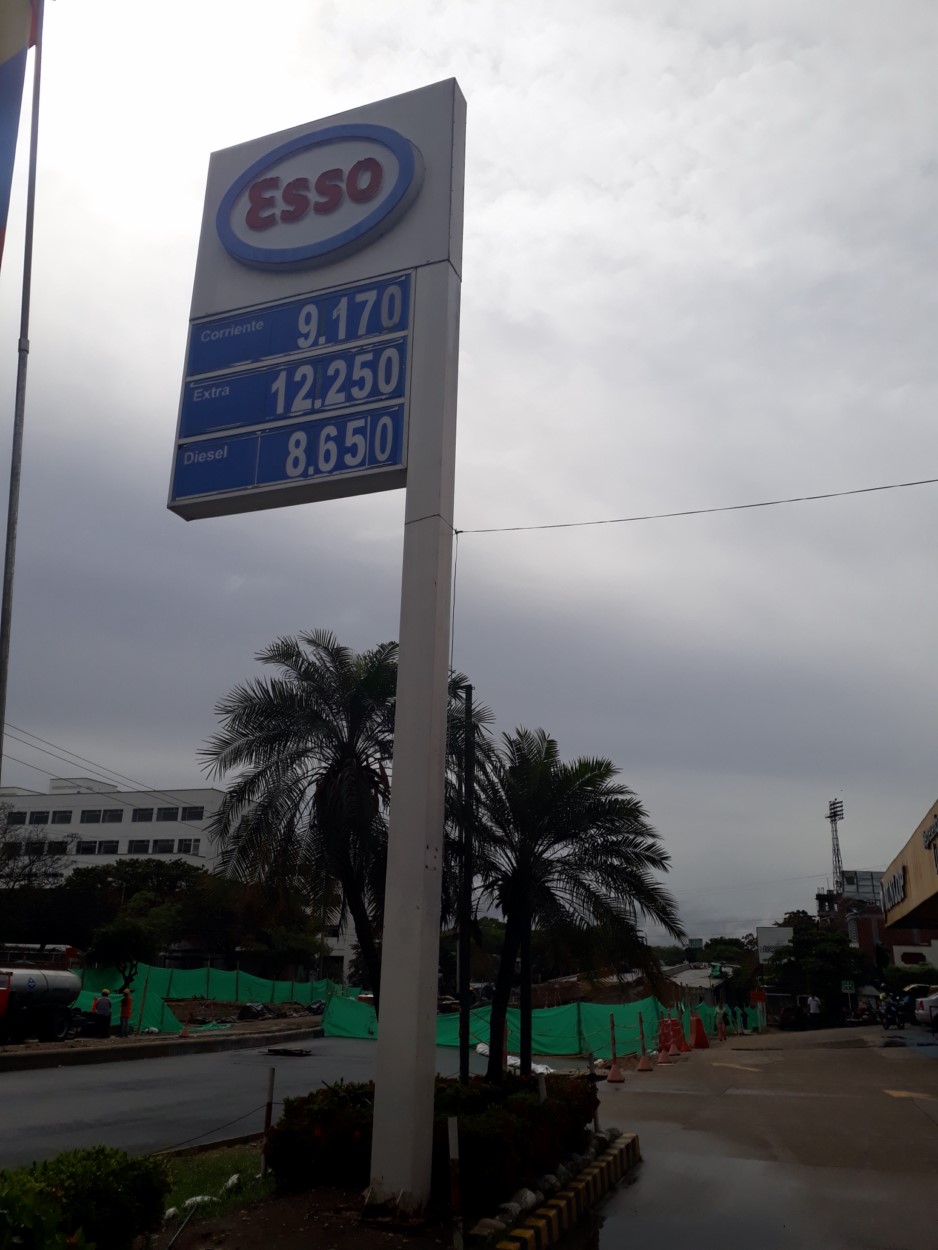 Esso
Corriente 9.170
Extra 12.250
Diesel 8.650